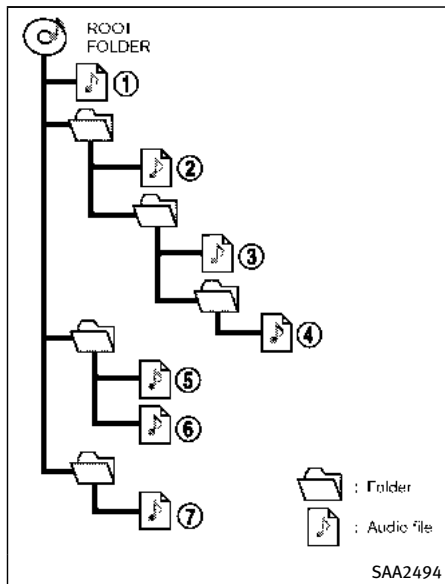 ROOT
FOLDER
1
2
3
4
5
6
7
: Folder
: Audio file
SAA2494